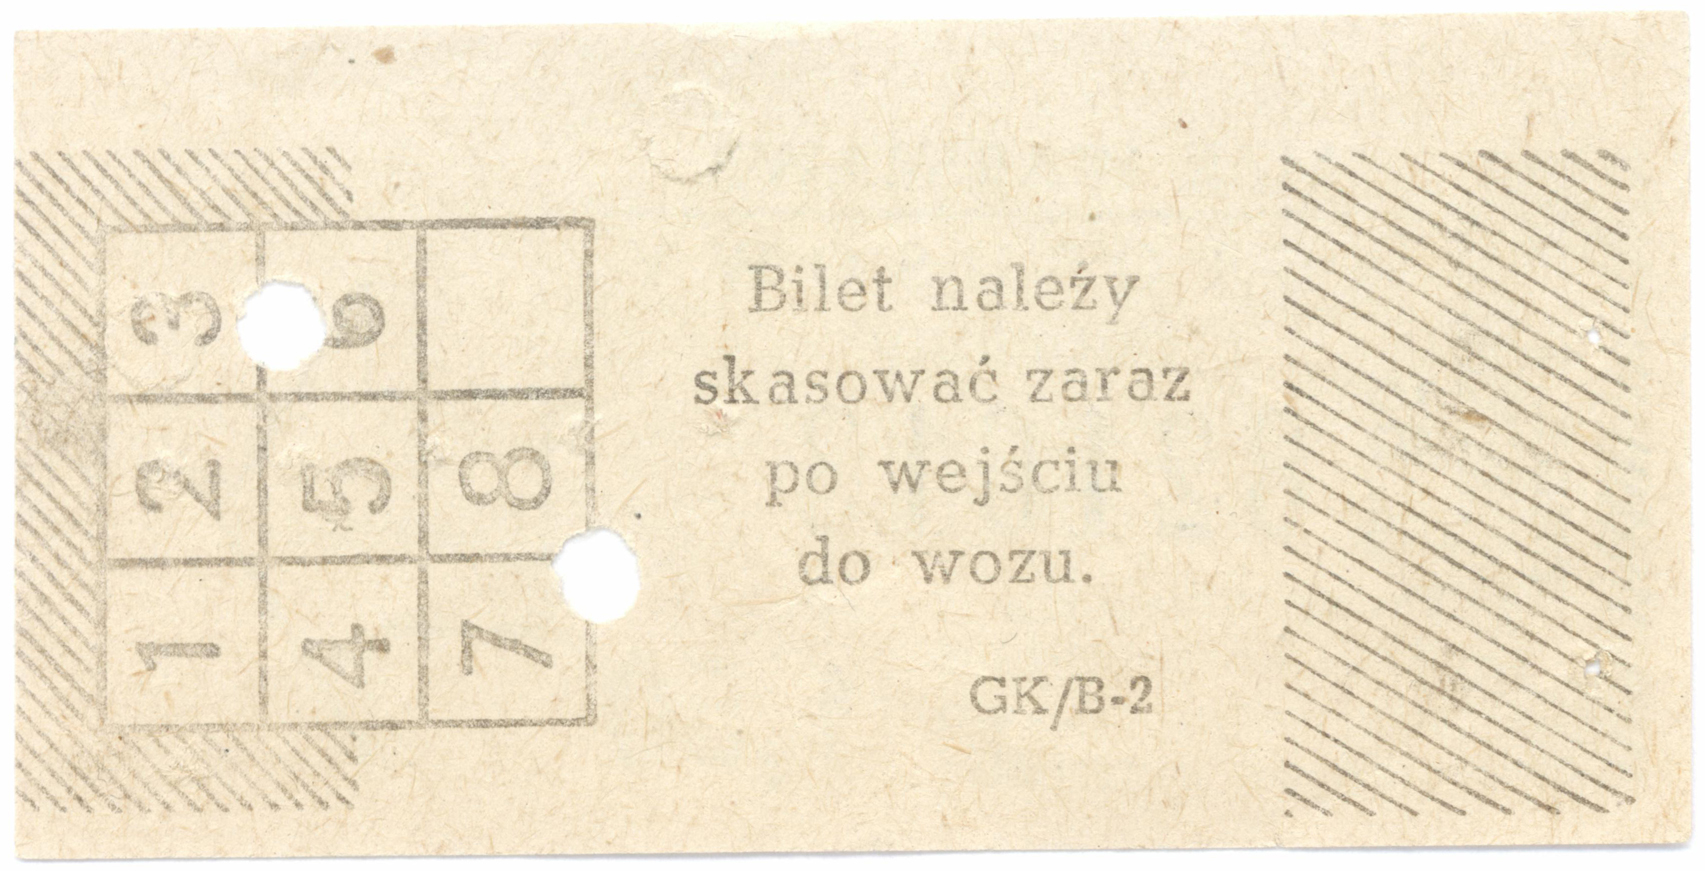 3 6
2 5 8
1 4 7
Bilet należy
skasować zaraz
po wejściu
do wozu.
GK/B-2